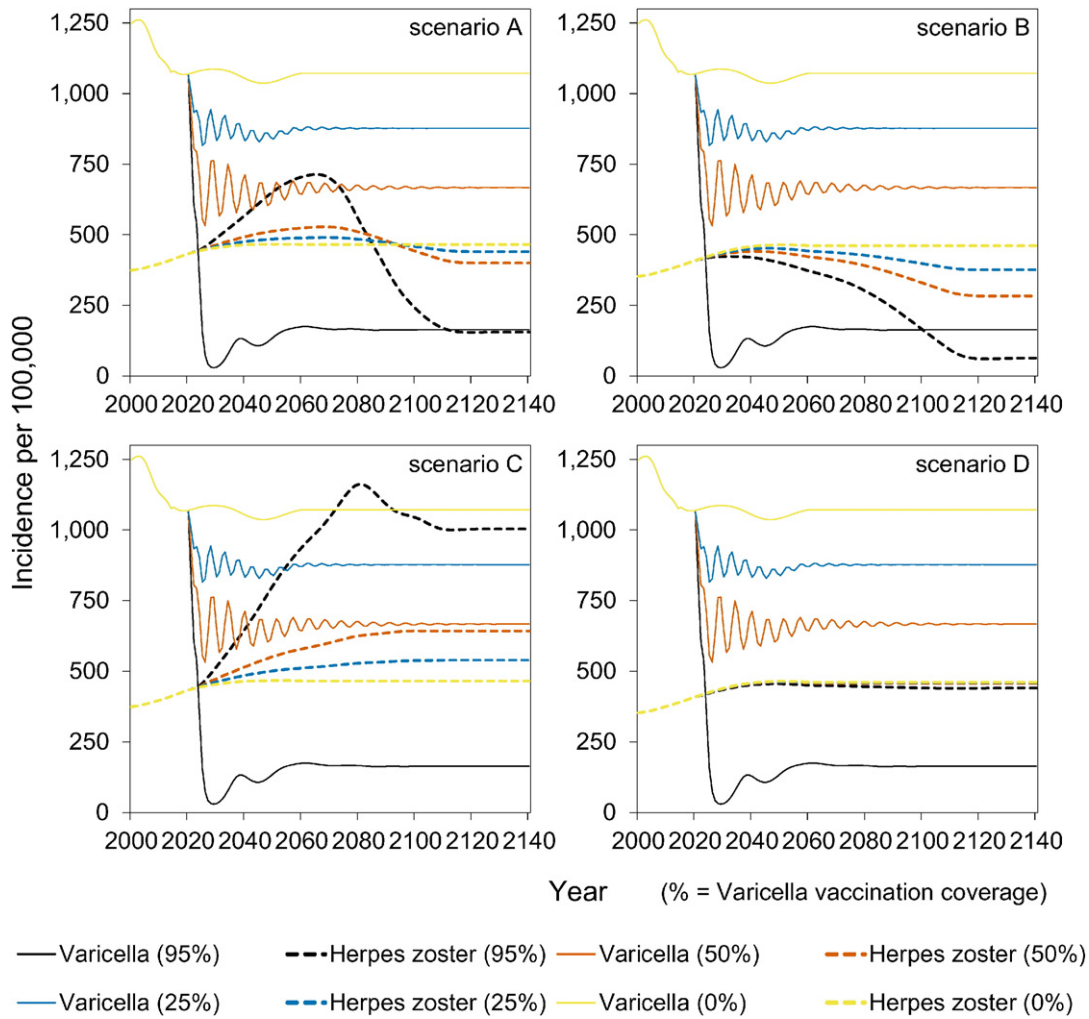 scenario A
1,250
1,000
750
500
250
0
2000 2020 2040 2060 2080 2100 2120 2140
scenario B
1,250
1,000
750
500
250
0
2000 2020 2040 2060 2080 2100 2120 2140
scenario C
1,250
1,000
750
500
250
0
2000 2020 2040 2060 2080 2100 2120 2140
scenario D
1,250
1,000
750
500
250
0
2000 2020 2040 2060 2080 2100 2120 2140
Incidence per 100,000
Year (% = Varicella vaccination coverage)
Varicella (95%) Herpes zoster (95%) Varicella (50%) Herpes zoster (50%)
Varicella (25%) Herpes zoster (25%) Varicella (0%) Herpes zoster (0%)